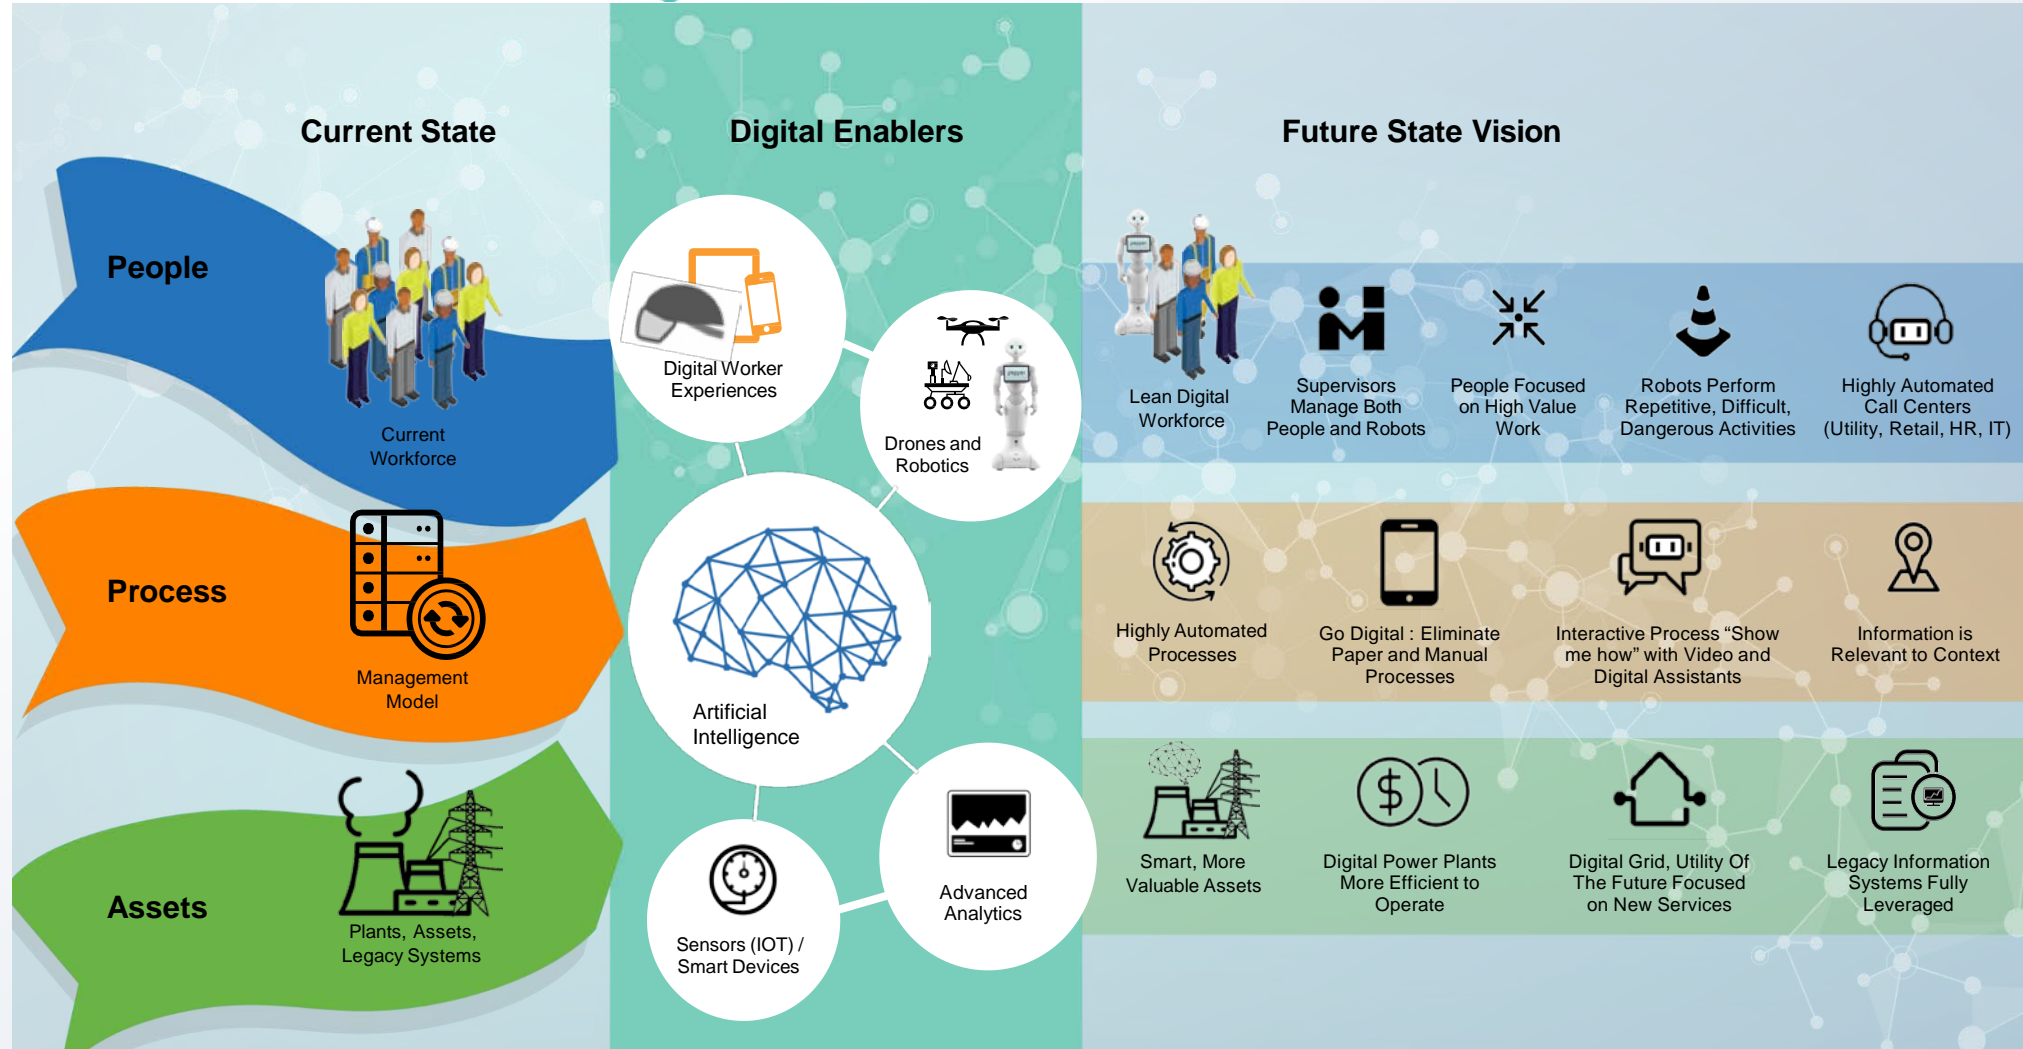 Current State
Digital Enablers
Future State Vision
People
Current
Workforce
Process
Management
Model
Assets
Plants, Assets,
Legacy Systems
Digital Worker
Experiences
Drones and
Robotics
Artificial
Intelligence
Advanced
Analytics
Sensors (IOT) /
Smart Devices
Lean Digital
Workforce
Supervisors
Manage Both
People and Robots
People Focused
on High Value
Work
Robots Perform
Repetitive, Difficult,
Dangerous Activities
Highly Automated
Call Centers
(Utility, Retail, HR, IT)
Highly Automated
Processes
Go Digital : Eliminate
Paper and Manual
Processes
Interactive Process “Show
me how” with Video and
Digital Assistants
Information is
Relevant to Context
Smart, More
Valuable Assets
Digital Power Plants
More Efficient to
Operate
Digital Grid, Utility Of
The Future Focused
on New Services
Legacy Information
Systems Fully
Leveraged